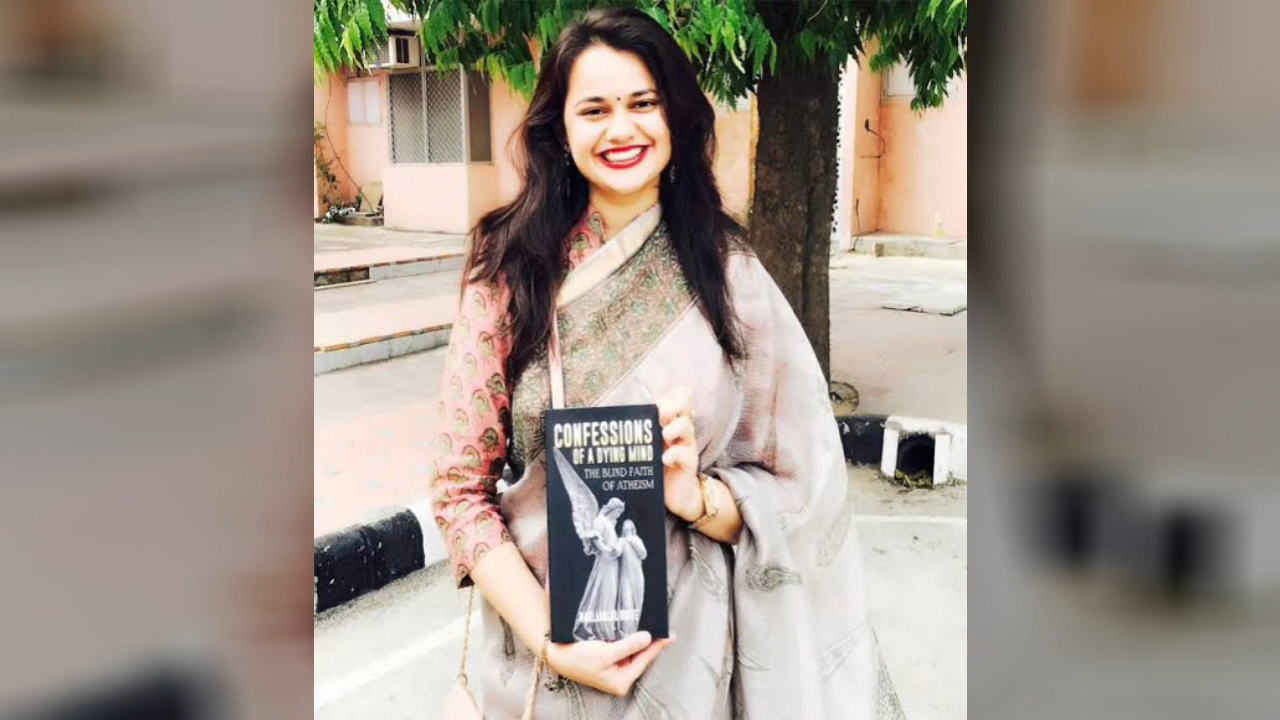 CONFESSIONS
OF A DYING MIND
THE BLIND FAITH
OF ATHEISM